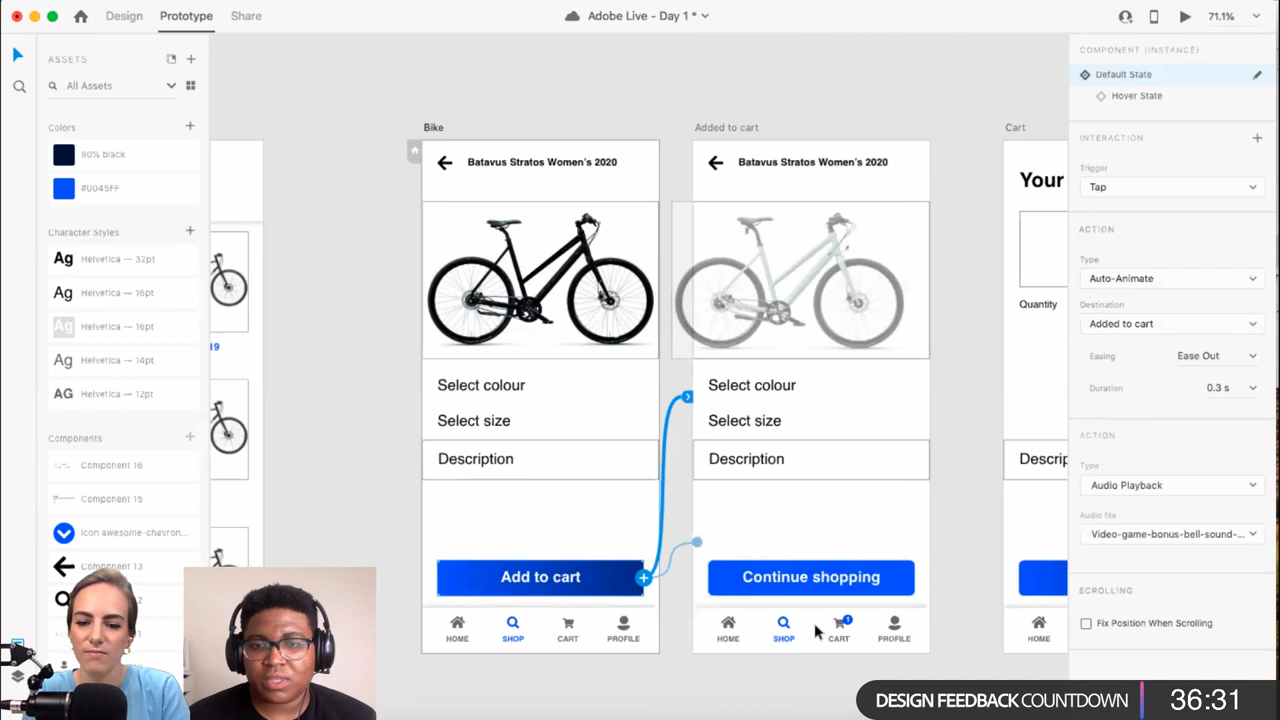 Design Prototype Share
Adobe Live - Day 1 *
71.1%
ASSETS
All Assets
Colors
80% black
#0045FF
Character Styles
Ag Helvetica — 32pt
Ag Helvetica — 16pt
Ag Helvetica — 16pt
Ag Helvetica — 14pt
AG Helvetica — 12pt
Components
Component 16
Component 15
Icon awesome-chevron...
Component 13
2
19
Bike
Batavus Stratos Women's 2020
Select colour
Select size
Description
Add to cart
HOME SHOP CART PROFILE
Added to cart
Batavus Stratos Women's 2020
Select colour
Select size
Description
Continue shopping
1
HOME SHOP CART PROFILE
Cart
Your
Quantity
Descrip
HOME
COMPONENT (INSTANCE)
Default State
Hover State
INTERACTION
Trigger
Tap
ACTION
Type
Auto-Animate
Destination
Added to cart
Easing Ease Out
Duration 0.3 s
ACTION
Type
Audio Playback
Audio file
Video-game-bonus-bell-sound-...
SCROLLING
Fix Position When Scrolling
DESIGN FEEDBACK COUNTDOWN 36:31